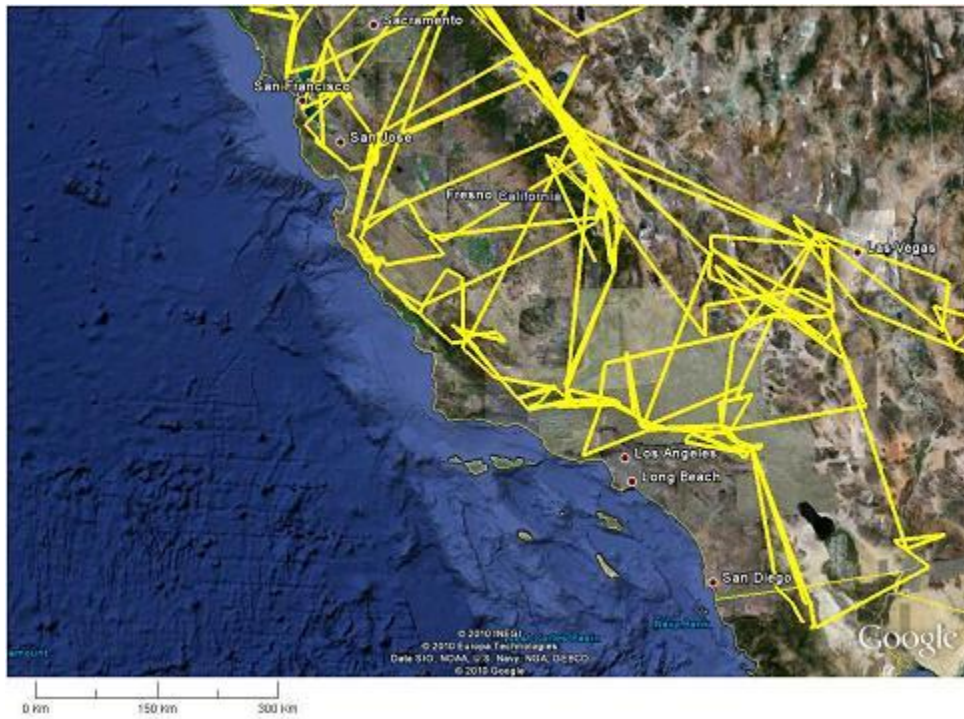 Sacramento
San Francisco
San Jose
Fresno California
Las Vegas
Los Angeles
Long Beach
San Diego
© 2010 INEGI
© 2010 Europa Technologies
Data SIO, NOAA, U.S. Navy, NGA, GEBCO
© 2010 Google
Google
0 Km 150 Km 300 Km